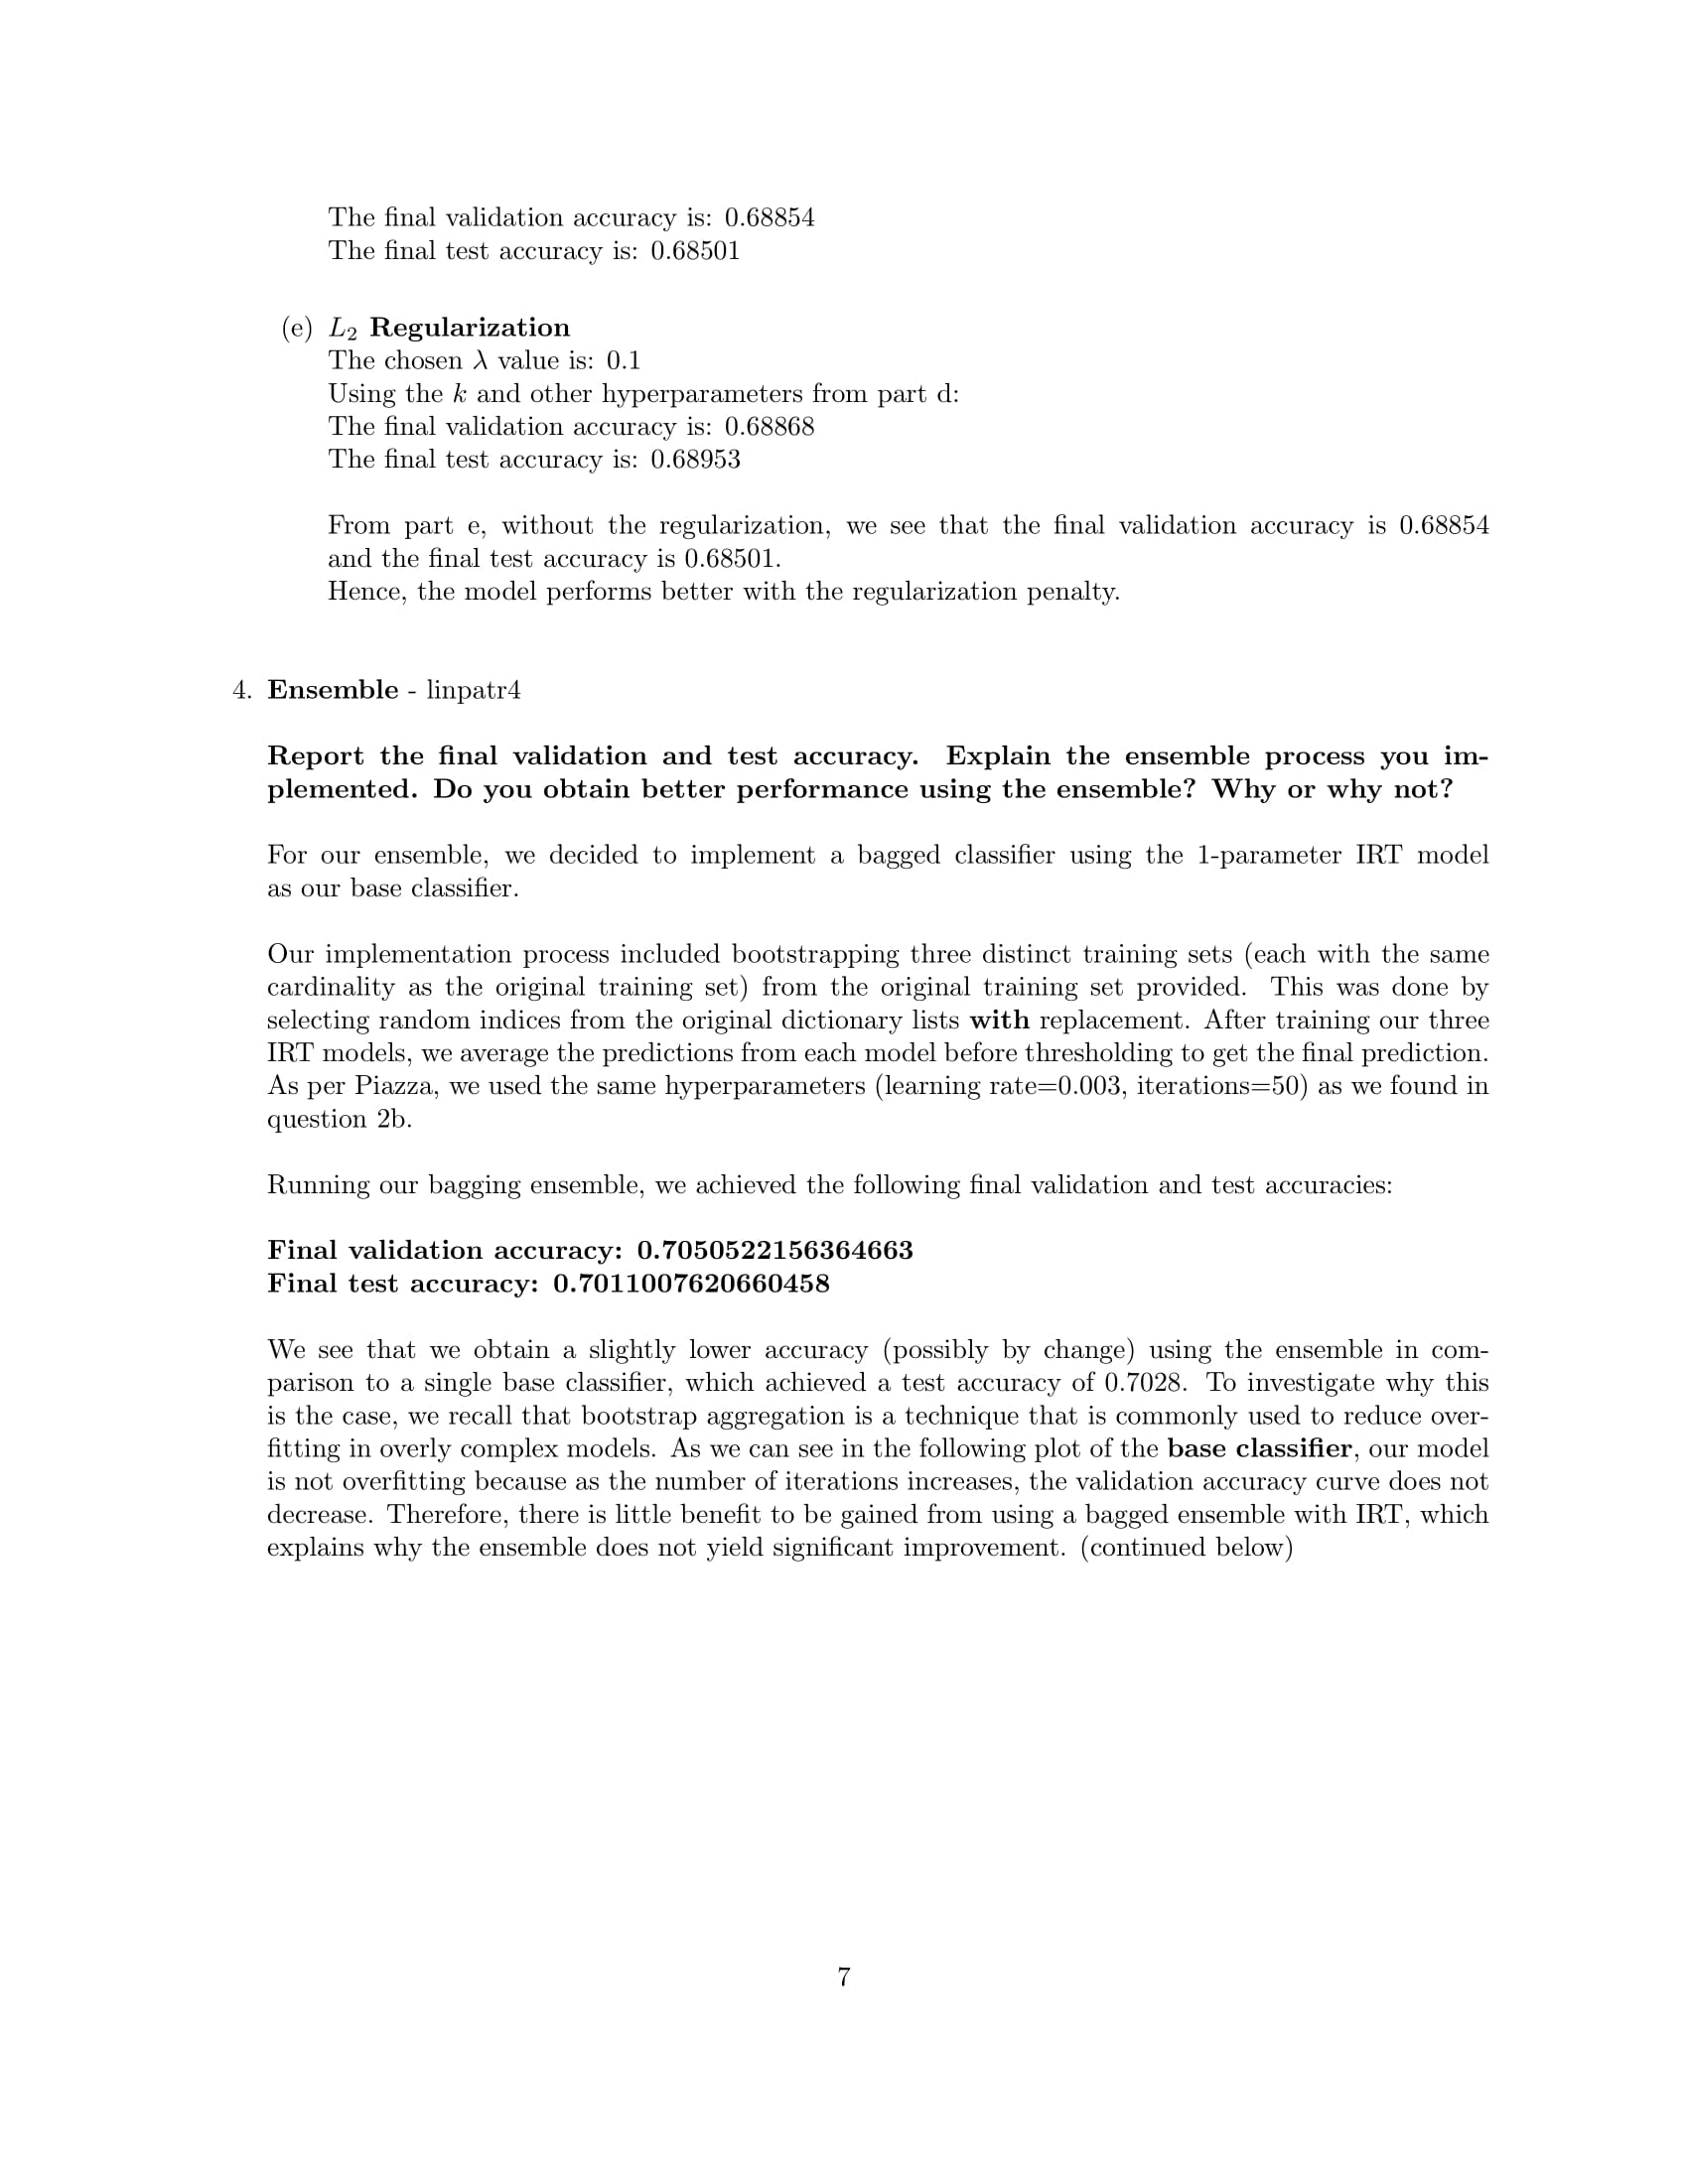 The final validation accuracy is: 0.68854
The final test accuracy is: 0.68501
(e) L₂ Regularization
The chosen λ value is: 0.1
Using the k and other hyperparameters from part d:
The final validation accuracy is: 0.68868
The final test accuracy is: 0.68953
From part e, without the regularization, we see that the final validation accuracy is 0.68854
and the final test accuracy is 0.68501.
Hence, the model performs better with the regularization penalty.
4. Ensemble - linpatr4
Report the final validation and test accuracy. Explain the ensemble process you im-
plemented. Do you obtain better performance using the ensemble? Why or why not?
For our ensemble, we decided to implement a bagged classifier using the 1-parameter IRT model
as our base classifier.
Our implementation process included bootstrapping three distinct training sets (each with the same
cardinality as the original training set) from the original training set provided. This was done by
selecting random indices from the original dictionary lists with replacement. After training our three
IRT models, we average the predictions from each model before thresholding to get the final prediction.
As per Piazza, we used the same hyperparameters (learning rate=0.003, iterations=50) as we found in
question 2b.
Running our bagging ensemble, we achieved the following final validation and test accuracies:
Final validation accuracy: 0.7050522156364663
Final test accuracy: 0.7011007620660458
We see that we obtain a slightly lower accuracy (possibly by change) using the ensemble in com-
parison to a single base classifier, which achieved a test accuracy of 0.7028. To investigate why this
is the case, we recall that bootstrap aggregation is a technique that is commonly used to reduce over-
fitting in overly complex models. As we can see in the following plot of the base classifier, our model
is not overfitting because as the number of iterations increases, the validation accuracy curve does not
decrease. Therefore, there is little benefit to be gained from using a bagged ensemble with IRT, which
explains why the ensemble does not yield significant improvement. (continued below)
7